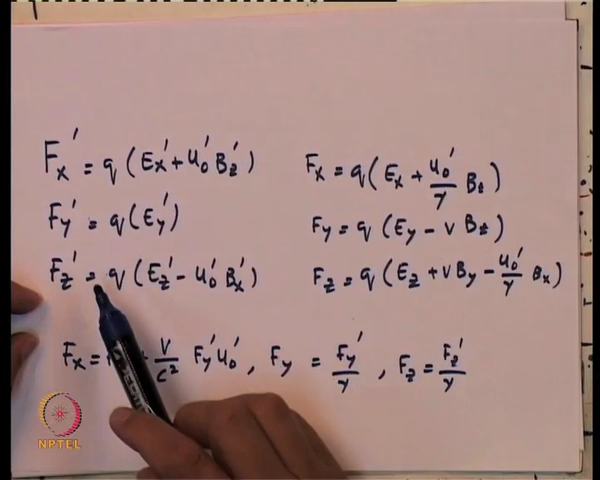 Fx' = q(Ex' + u0' Bz') Fx = q(Ex + u0'/γ Bz)
Fy' = q(Ey') Fy = q(Ey - v Bz)
Fz' = q(Ez' - u0' Bx') Fz = q(Ez + v By - u0'/γ Bx)
Fx = + v/c² Fy' u0', Fy = Fy'/γ, Fz = Fz'/γ
NPTEL